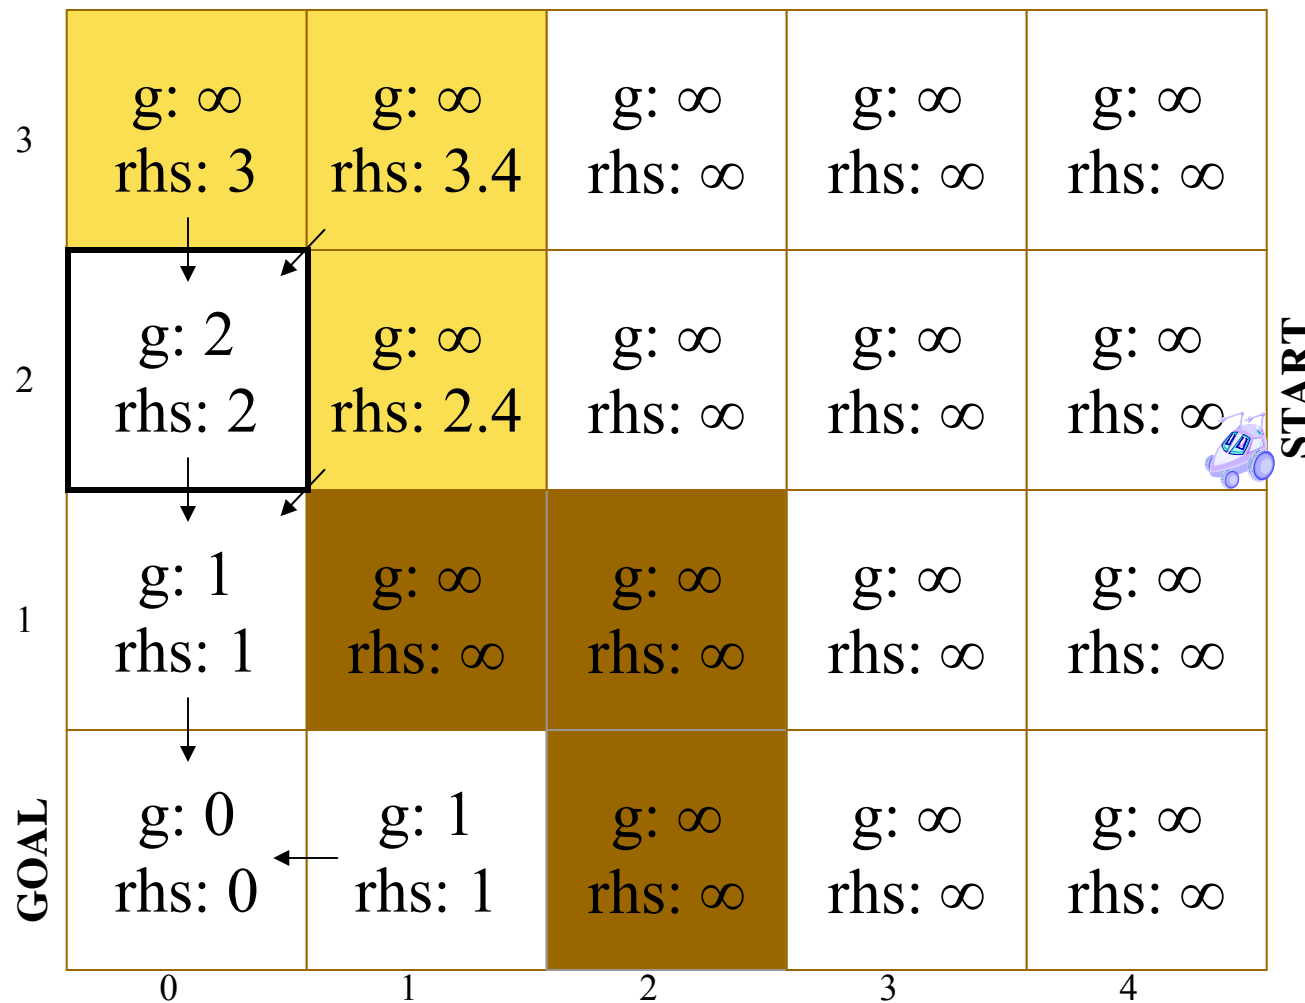 3
g: ∞ g: ∞ g: ∞ g: ∞ g: ∞
rhs: 3 rhs: 3.4 rhs: ∞ rhs: ∞ rhs: ∞
2
g: 2 g: ∞ g: ∞ g: ∞ g: ∞
rhs: 2 rhs: 2.4 rhs: ∞ rhs: ∞ rhs: ∞
START
1
g: 1 g: ∞ g: ∞ g: ∞ g: ∞
rhs: 1 rhs: ∞ rhs: ∞ rhs: ∞ rhs: ∞
GOAL
g: 0 g: 1 g: ∞ g: ∞ g: ∞
rhs: 0 rhs: 1 rhs: ∞ rhs: ∞ rhs: ∞
0 1 2 3 4